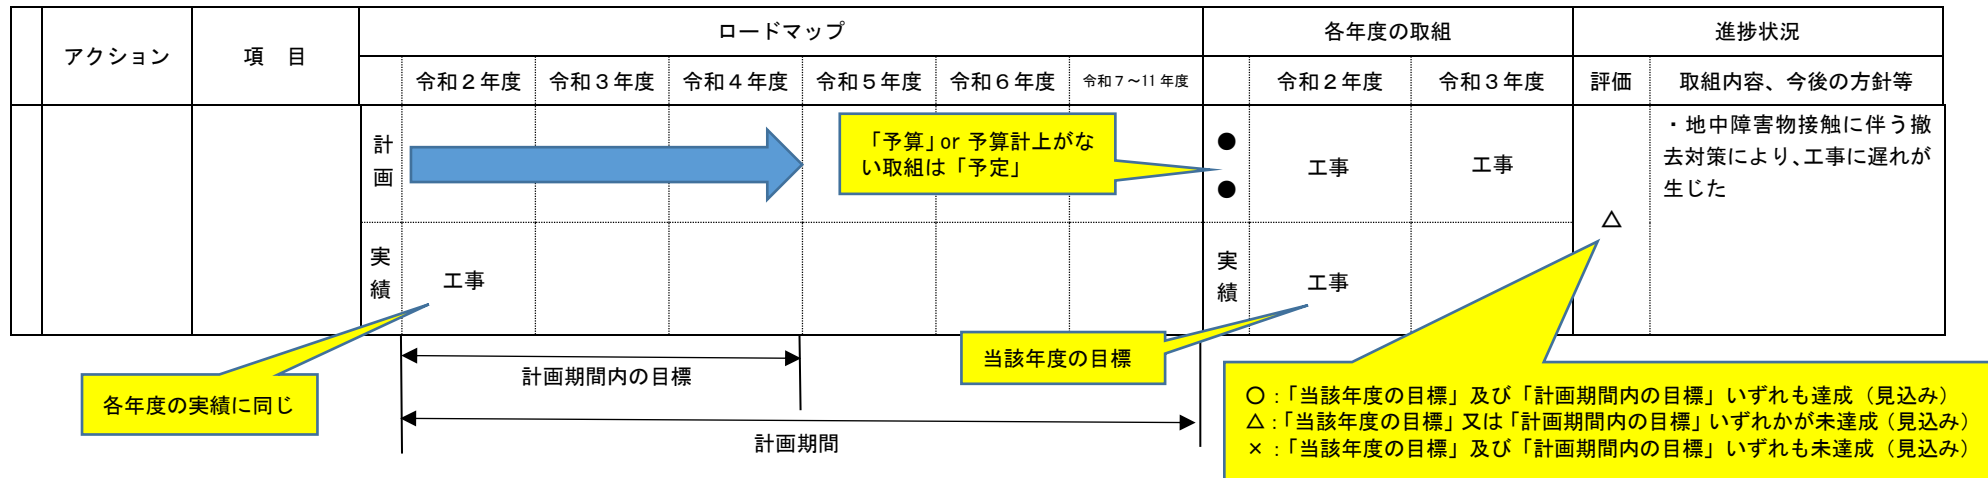 アクション
項　目
ロードマップ
各年度の取組
進捗状況
令和２年度
令和３年度
令和４年度
令和５年度
令和６年度
令和７～11 年度
令和２年度
令和３年度
評価
取組内容、今後の方針等
計
画
「予算」or 予算計上がな
い取組は「予定」
●
●
工事
工事
・地中障害物接触に伴う撤
去対策により、工事に遅れが
生じた
△
実
績
工事
実
績
工事
各年度の実績に同じ
計画期間内の目標
計画期間
当該年度の目標
○：「当該年度の目標」及び「計画期間内の目標」いずれも達成（見込み）
△：「当該年度の目標」又は「計画期間内の目標」いずれかが未達成（見込み）
×：「当該年度の目標」及び「計画期間内の目標」いずれも未達成（見込み）